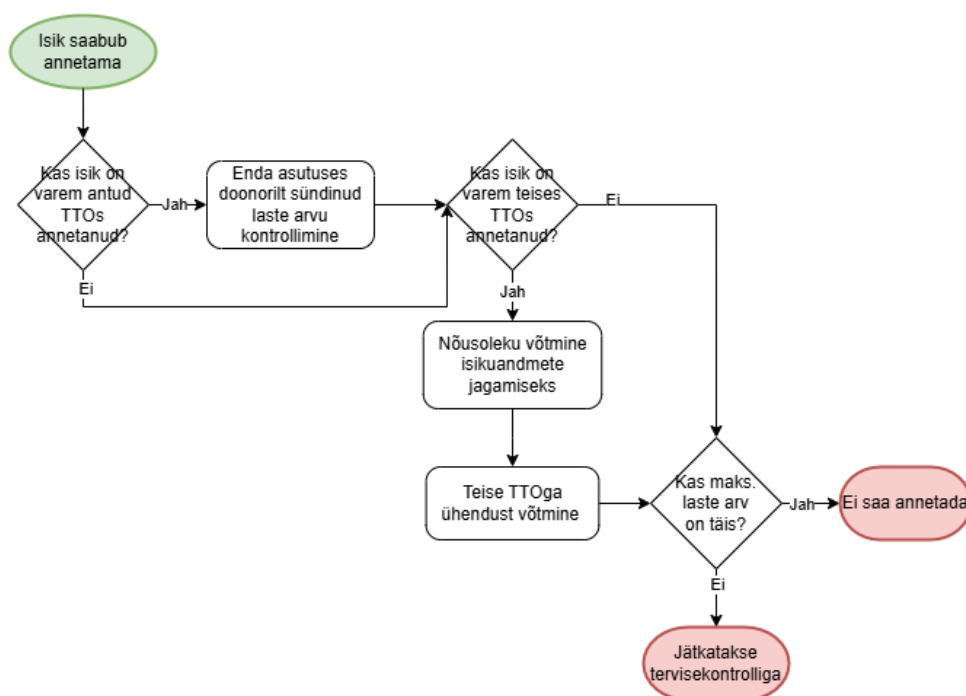 Isik saabub
annetama
Kas isik on
varem antud
TTOs
annetanud?
Jah
Enda asutuses
doonorilt sündinud
laste arvu
kontrollimine
Kas isik on
varem teises
TTOs
annetanud?
Ei
Ei
Jah
Nõusoleku võtmine
isikuandmete
jagamiseks
Teise TTOga
ühendust võtmine
Kas maks.
laste arv
on täis?
Jah
Ei saa annetada
Ei
Jätkatakse
tervisekontrolliga